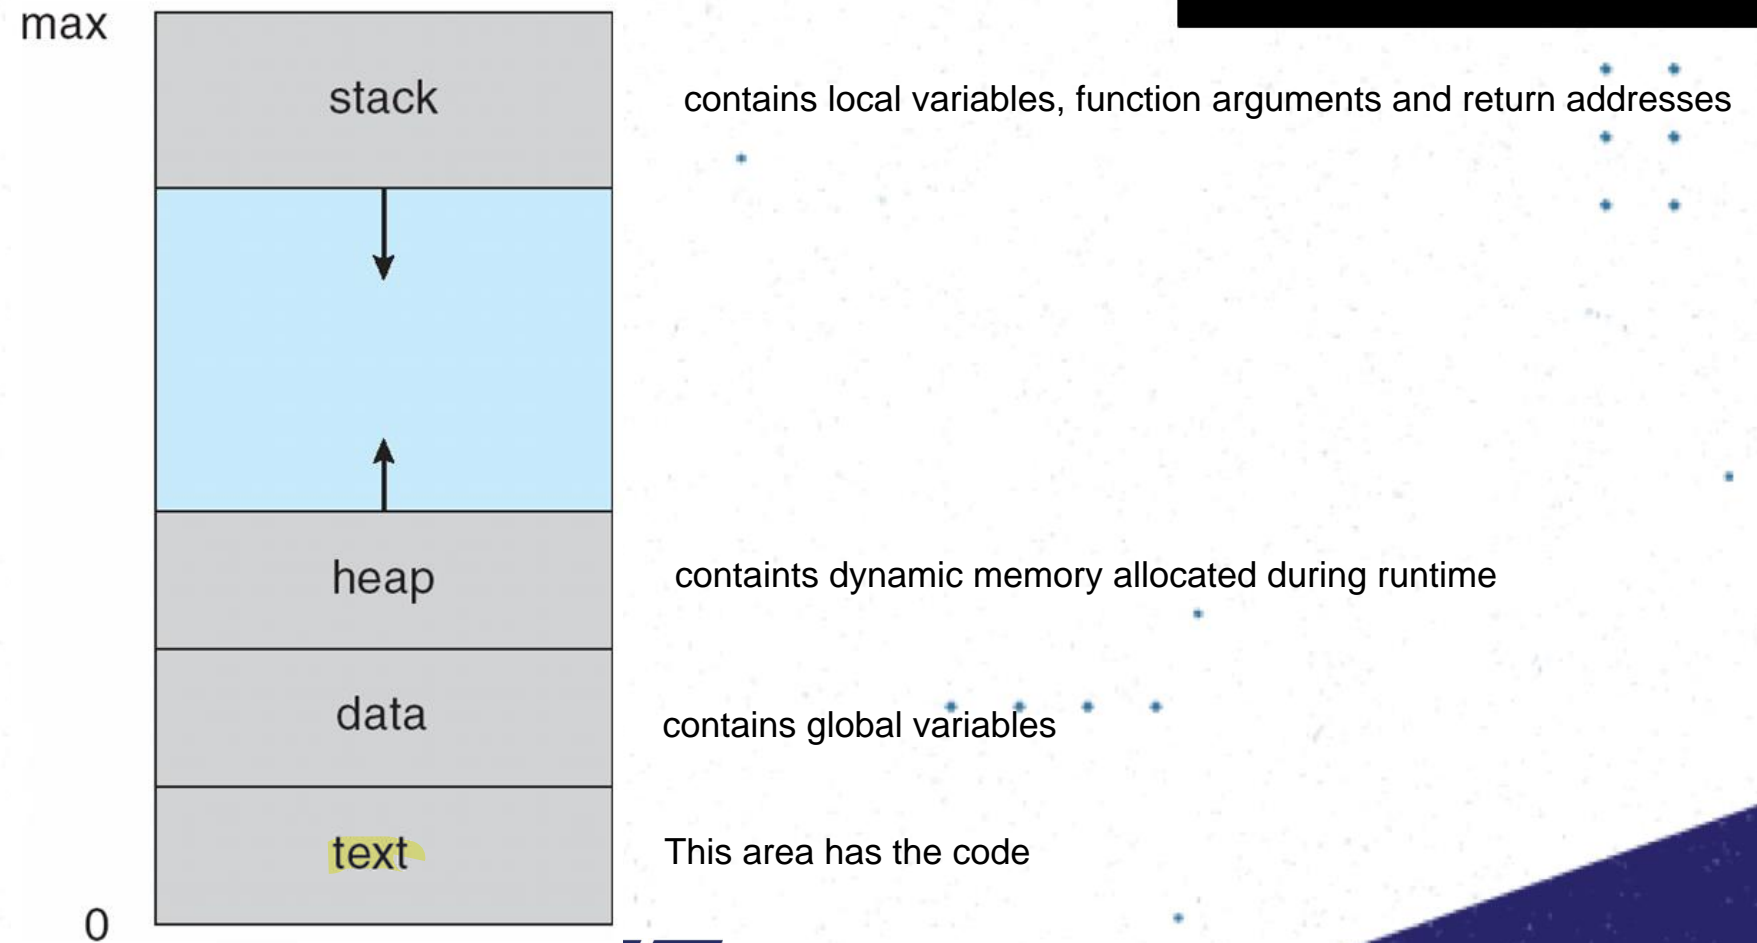 max
stack
contains local variables, function arguments and return addresses
heap
containts dynamic memory allocated during runtime
data
contains global variables
text
This area has the code
0